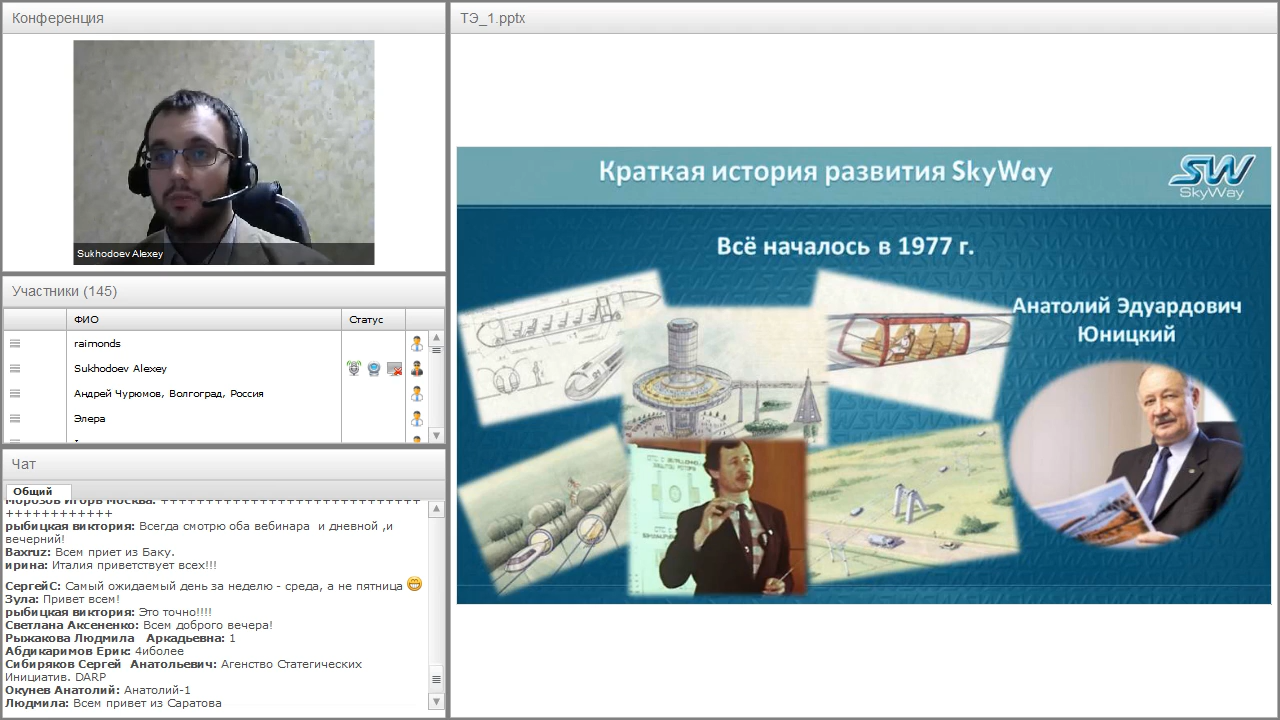 Конференция
Sukhodoev Alexey
Участники (145)
ФИО
Статус
raimonds
Sukhodoev Alexey
Андрей Чурюмов, Волгоград, Россия
Элера
Чат
Общий
Морозов Игорь Москва: +++++++++++++++++++++++++++++
++++++++++++
рыбицкая виктория: Всегда смотрю оба вебинара и дневной ,и
вечерний!
Baxruz: Всем приет из Баку.
ирина: Италия приветствует всех!!!
СергейС: Самый ожидаемый день за неделю - среда, а не пятница
Зула: Привет всем!
рыбицкая виктория: Это точно!!!!
Светлана Аксененко: Всем доброго вечера!
Рыжакова Людмила Аркадьевна: 1
Абдикаримов Ерик: 4иболее
Сибиряков Сергей Анатольевич: Агенство Статегических
Инициатив. DARP
Окунев Анатолий: Анатолий-1
Людмила: Всем привет из Саратова
ТЭ_1.pptx
Краткая история развития SkyWay
SW
SkyWay
Всё началось в 1977 г.
Анатолий Эдуардович
Юницкий